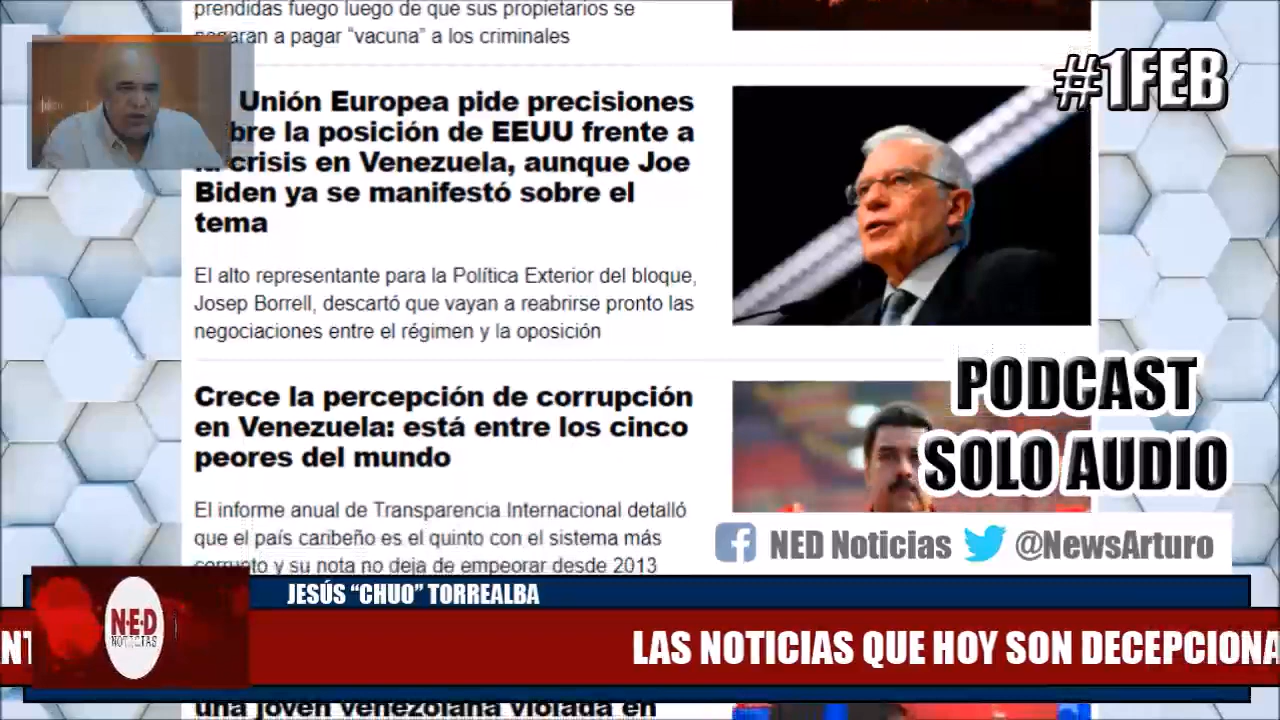 prendidas fuego luego de que sus propietarios se
negaran a pagar “vacuna” a los criminales
#1FEB
Unión Europea pide precisiones
sobre la posición de EEUU frente a
la crisis en Venezuela, aunque Joe
Biden ya se manifestó sobre el
tema
El alto representante para la Política Exterior del bloque,
Josep Borrell, descartó que vayan a reabrirse pronto las
negociaciones entre el régimen y la oposición
Crece la percepción de corrupción
en Venezuela: está entre los cinco
peores del mundo
El informe anual de Transparencia Internacional detalló
que el país caribeño es el quinto con el sistema más
corrupto y su nota no deja de empeorar desde 2013
PODCAST
SOLO AUDIO
NED Noticias @NewsArturo
JESÚS “CHUO” TORREALBA
N·E·D
NOTICIAS
NT
LAS NOTICIAS QUE HOY SON DECEPCIONA
una joven venezolana violada en